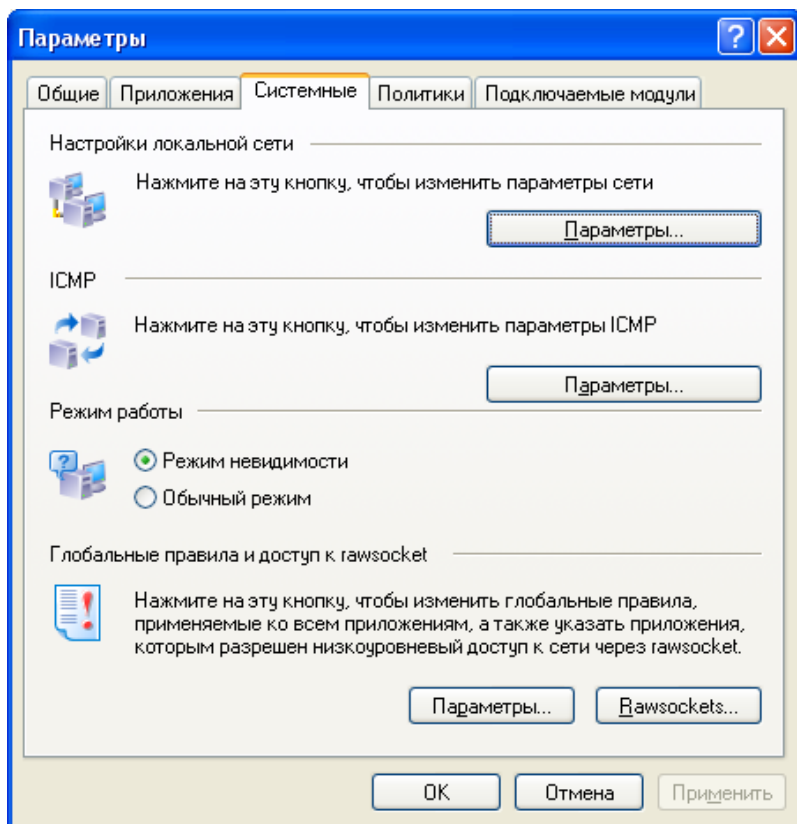 Параметры
Общие Приложения Системные Политики Подключаемые модули
Настройки локальной сети
Нажмите на эту кнопку, чтобы изменить параметры сети
Параметры...
ICMP
Нажмите на эту кнопку, чтобы изменить параметры ICMP
Параметры...
Режим работы
Режим невидимости
Обычный режим
Глобальные правила и доступ к rawsocket
Нажмите на эту кнопку, чтобы изменить глобальные правила,
применяемые ко всем приложениям, а также указать приложения,
которым разрешен низкоуровневый доступ к сети через rawsocket.
Параметры... Rawsockets...
OK Отмена Применить